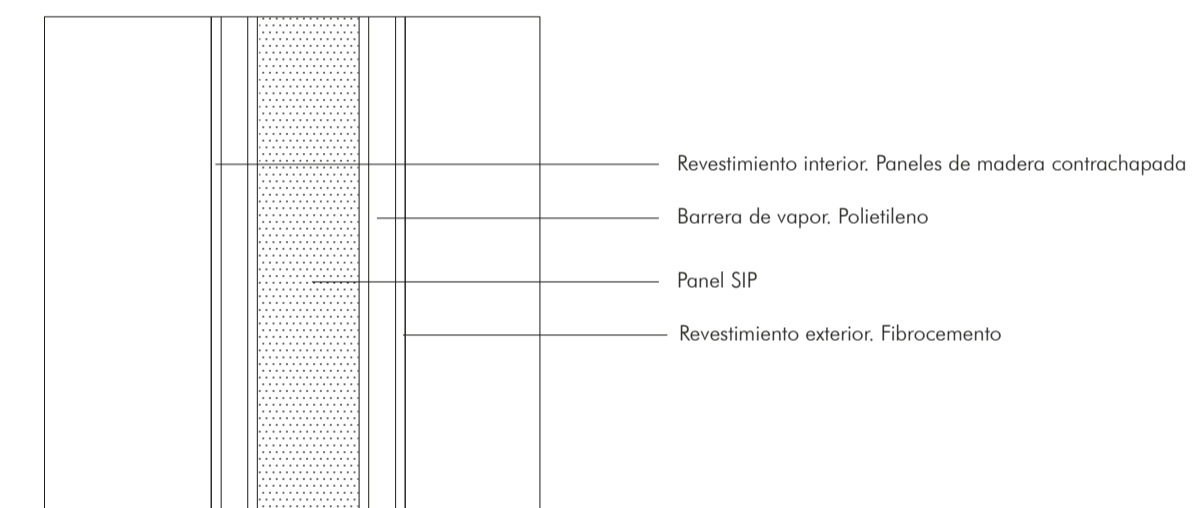 Revestimiento interior. Paneles de madera contrachapada
Barrera de vapor. Polietileno
Panel SIP
Revestimiento exterior. Fibrocemento